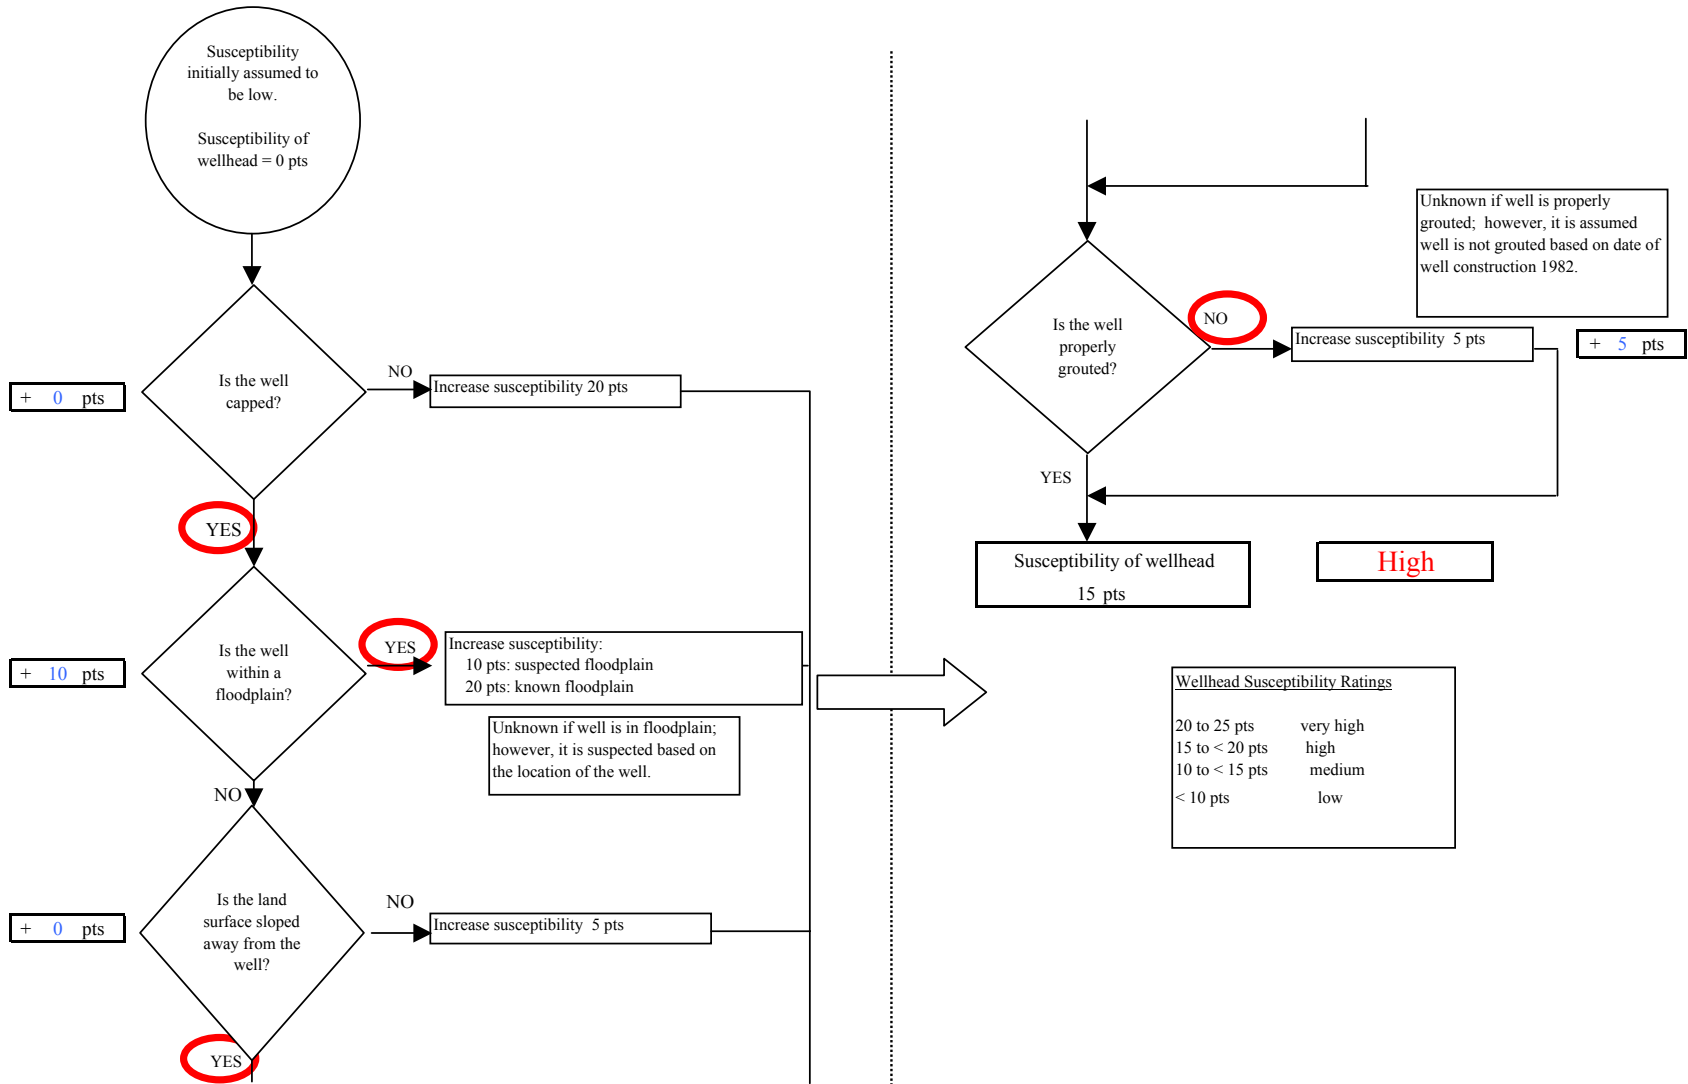 Susceptibility
initially assumed to
be low.
Susceptibility of
wellhead = 0 pts
Is the well
capped?
NO
Increase susceptibility 20 pts
+ 0 pts
YES
Is the well
within a
floodplain?
YES
Increase susceptibility:
10 pts: suspected floodplain
20 pts: known floodplain
+ 10 pts
Unknown if well is in floodplain;
however, it is suspected based on
the location of the well.
NO
Is the land
surface sloped
away from the
well?
NO
Increase susceptibility 5 pts
+ 0 pts
YES
Unknown if well is properly
grouted; however, it is assumed
well is not grouted based on date of
well construction 1982.
Is the well
properly
grouted?
NO
Increase susceptibility 5 pts
+ 5 pts
YES
Susceptibility of wellhead
15 pts
High
Wellhead Susceptibility Ratings
20 to 25 pts very high
15 to < 20 pts high
10 to < 15 pts medium
< 10 pts low